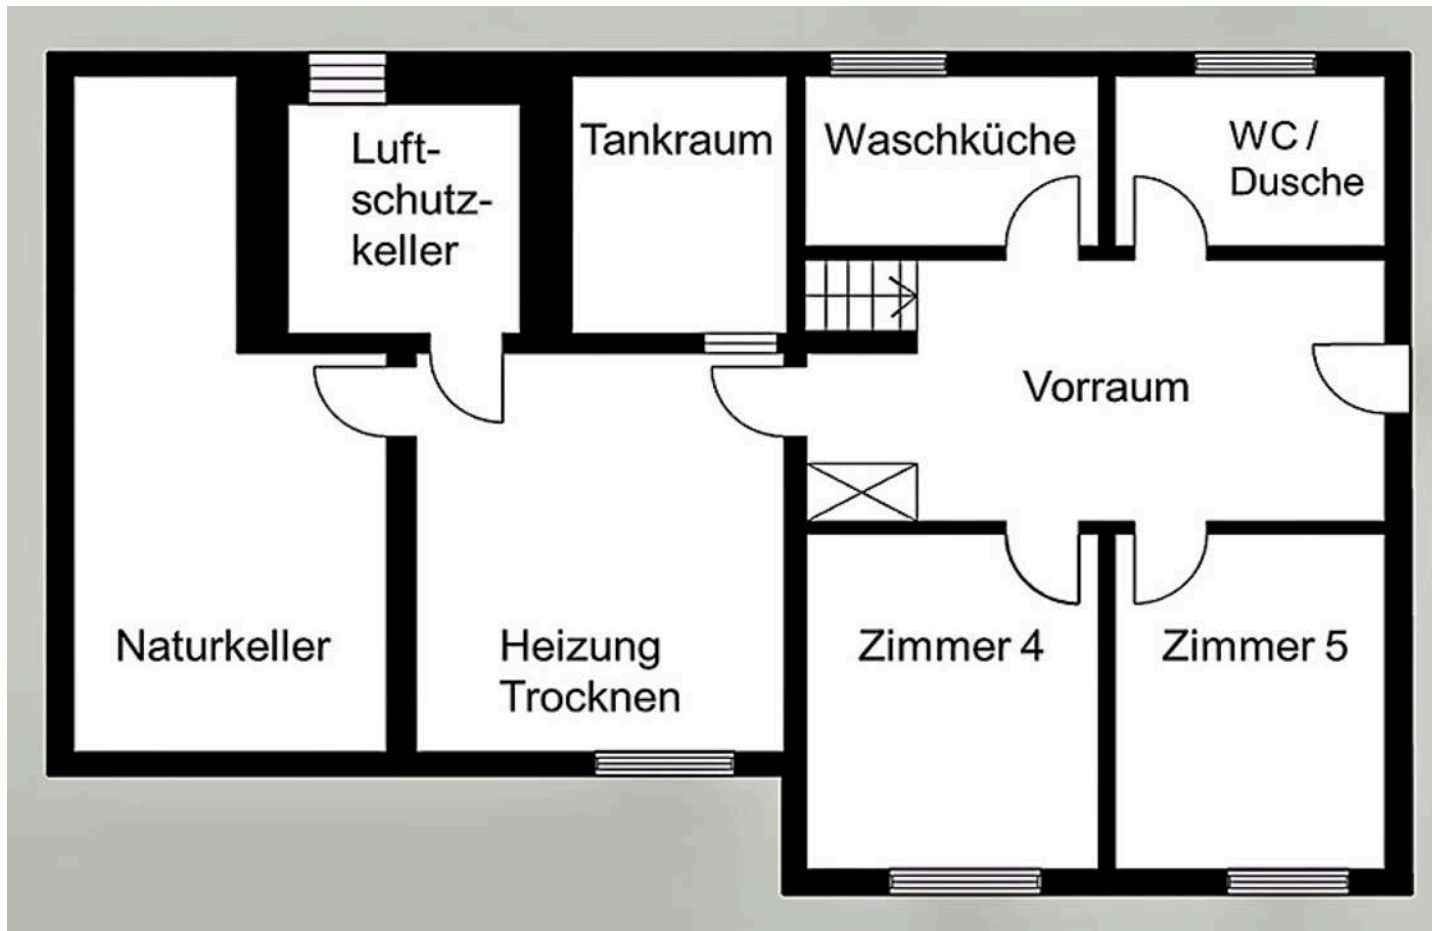 Luft-
schutz-
keller
Tankraum
Waschküche
WC /
Dusche
Vorraum
Naturkeller
Heizung
Trocknen
Zimmer 4
Zimmer 5